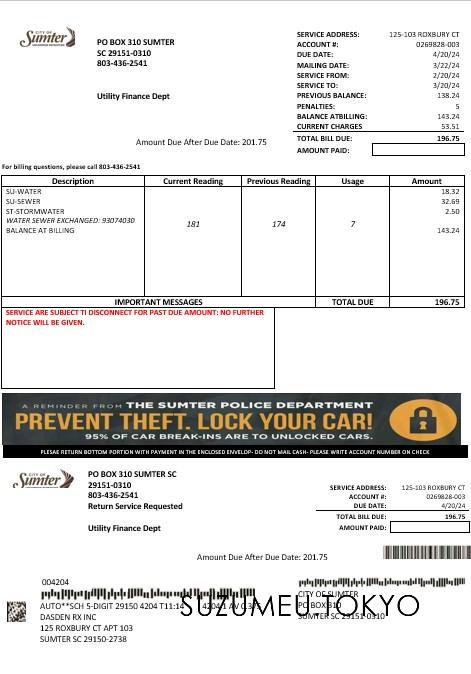 CITY OF
Sumter
PO BOX 310 SUMTER
SC 29151-0310
803-436-2541
Utility Finance Dept
SERVICE ADDRESS: 125-103 ROXBURY CT
ACCOUNT #: 0269828-003
DUE DATE: 4/20/24
MAILING DATE: 3/22/24
SERVICE FROM: 2/20/24
SERVICE TO: 3/20/24
PREVIOUS BALANCE: 138.24
PENALTIES: 5
BALANCE ATBILLING: 143.24
CURRENT CHARGES 53.51
TOTAL BILL DUE: 196.75
AMOUNT PAID:
Amount Due After Due Date: 201.75
For billing questions, please call 803-436-2541
Description Current Reading Previous Reading Usage Amount
SU-WATER 18.32
SU-SEWER 32.69
ST-STORMWATER 2.50
WATER SEWER EXCHANGED: 93074030 181 174 7
BALANCE AT BILLING 143.24
IMPORTANT MESSAGES TOTAL DUE 196.75
SERVICE ARE SUBJECT TI DISCONNECT FOR PAST DUE AMOUNT: NO FURTHER
NOTICE WILL BE GIVEN.
A REMINDER FROM THE SUMTER POLICE DEPARTMENT
PREVENT THEFT. LOCK YOUR CAR!
95% OF CAR BREAK-INS ARE TO UNLOCKED CARS.
PLESAE RETURN BOTTOM PORTION WITH PAYMENT IN THE ENCLOSED ENVELOP- DO NOT MAIL CASH- PLEASE WRITE ACCOUNT NUMBER ON CHECK
CITY OF
Sumter
PO BOX 310 SUMTER SC
29151-0310
803-436-2541
Return Service Requested
Utility Finance Dept
SERVICE ADDRESS: 125-103 ROXBURY CT
ACCOUNT #: 0269828-003
DUE DATE: 4/20/24
TOTAL BILL DUE: 196.75
AMOUNT PAID:
Amount Due After Due Date: 201.75
004204
AUTO**SCH 5-DIGIT 29150 4204 T11:14 4204 1 AV 0.375
DASDEN RX INC
125 ROXBURY CT APT 103
SUMTER SC 29150-2738
CITY OF SUMTER
PO BOX 310
SUMTER SC 29151-0310
SUZUMEU.TOKYO